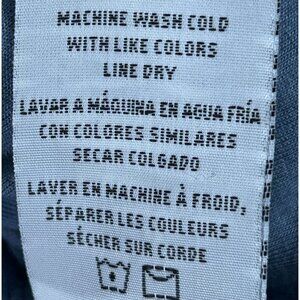 MACHINE WASH COLD
WITH LIKE COLORS
LINE DRY
LAVAR A MÁQUINA EN AGUA FRÍA
CON COLORES SIMILARES
SECAR COLGADO
LAVER EN MACHINE À FROID,
SÉPARER LES COULEURS
SÉCHER SUR CORDE